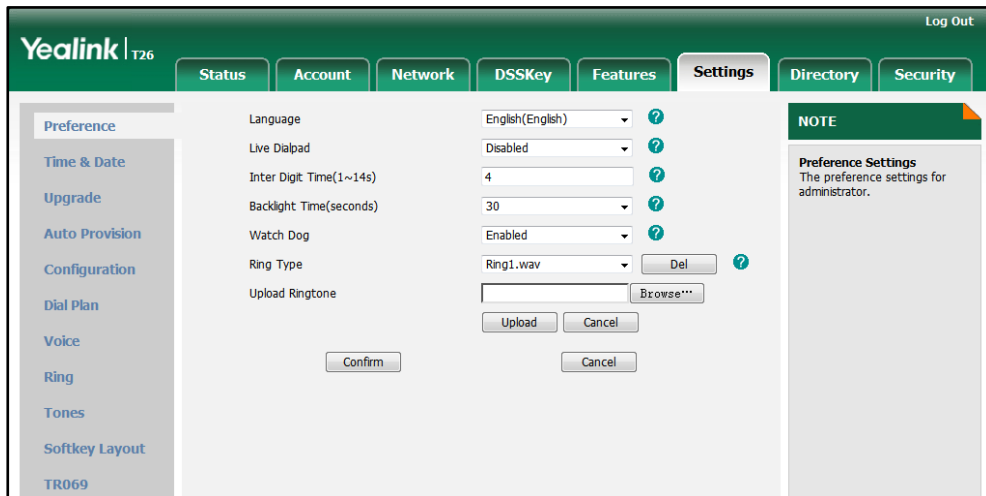 Log Out
Yealink | T26
Status Account Network DSSKey Features Settings Directory Security
Preference
Time & Date
Upgrade
Auto Provision
Configuration
Dial Plan
Voice
Ring
Tones
Softkey Layout
TR069
Language English(English) ?
Live Dialpad Disabled ?
Inter Digit Time(1~14s) 4 ?
Backlight Time(seconds) 30 ?
Watch Dog Enabled ?
Ring Type Ring1.wav Del ?
Upload Ringtone Browse...
Upload Cancel
Confirm Cancel
NOTE
Preference Settings
The preference settings for
administrator.